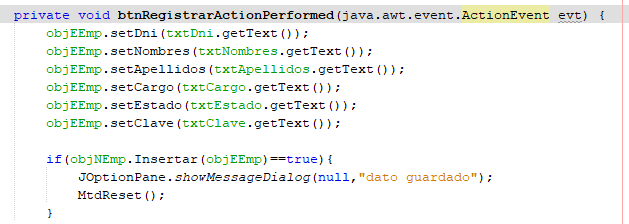 private void btnRegistrarActionPerformed(java.awt.event.ActionEvent evt) {
objEEmp.setDni(txtDni.getText());
objEEmp.setNombres(txtNombres.getText());
objEEmp.setApellidos(txtApellidos.getText());
objEEmp.setCargo(txtCargo.getText());
objEEmp.setEstado(txtEstado.getText());
objEEmp.setClave(txtClave.getText());
if(objNEmp.Insertar(objEEmp)==true){
JOptionPane.showMessageDialog(null,"dato guardado");
MtdReset();
}